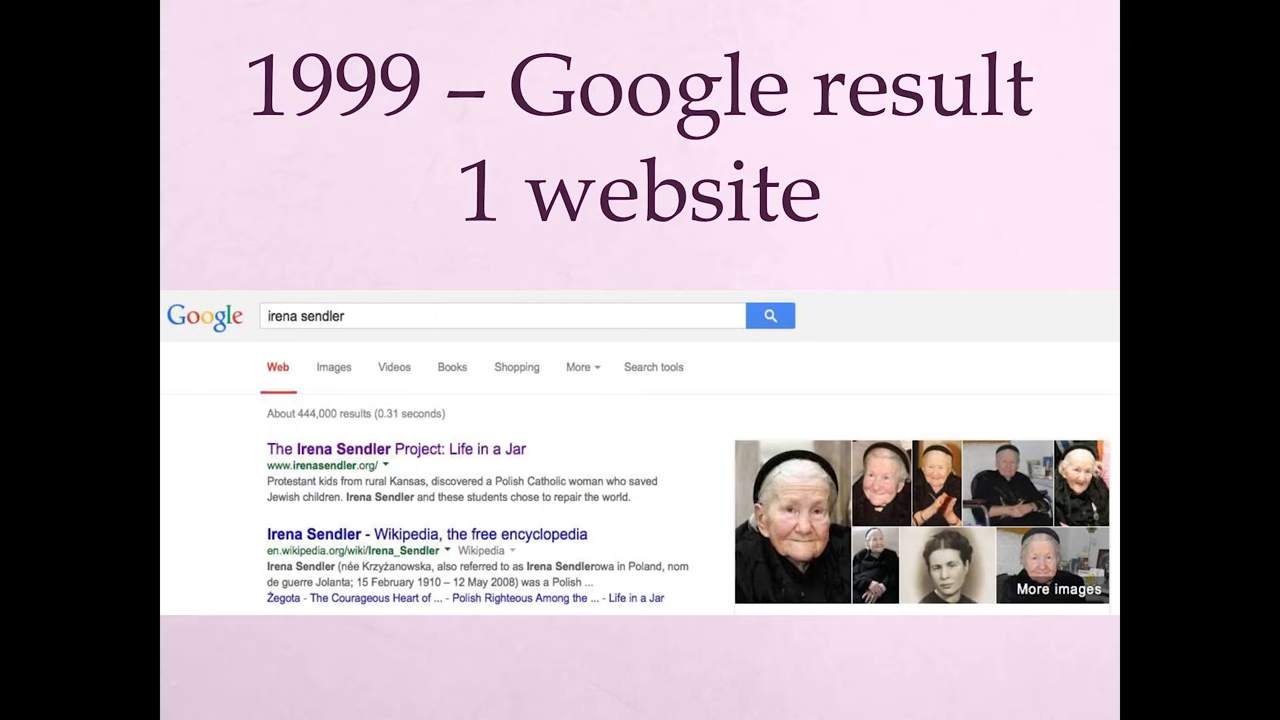 1999 – Google result
1 website
Google
irena sendler
Web Images Videos Books Shopping More Search tools
About 444,000 results (0.31 seconds)
The Irena Sendler Project: Life in a Jar
www.irenasendler.org/
Protestant kids from rural Kansas, discovered a Polish Catholic woman who saved
Jewish children. Irena Sendler and these students chose to repair the world.
Irena Sendler - Wikipedia, the free encyclopedia
en.wikipedia.org/wiki/Irena_Sendler Wikipedia
Irena Sendler (née Krzyżanowska, also referred to as Irena Sendlerowa in Poland, nom
de guerre Jolanta; 15 February 1910 – 12 May 2008) was a Polish ...
Żegota - The Courageous Heart of ... - Polish Righteous Among the ... - Life in a Jar
More images